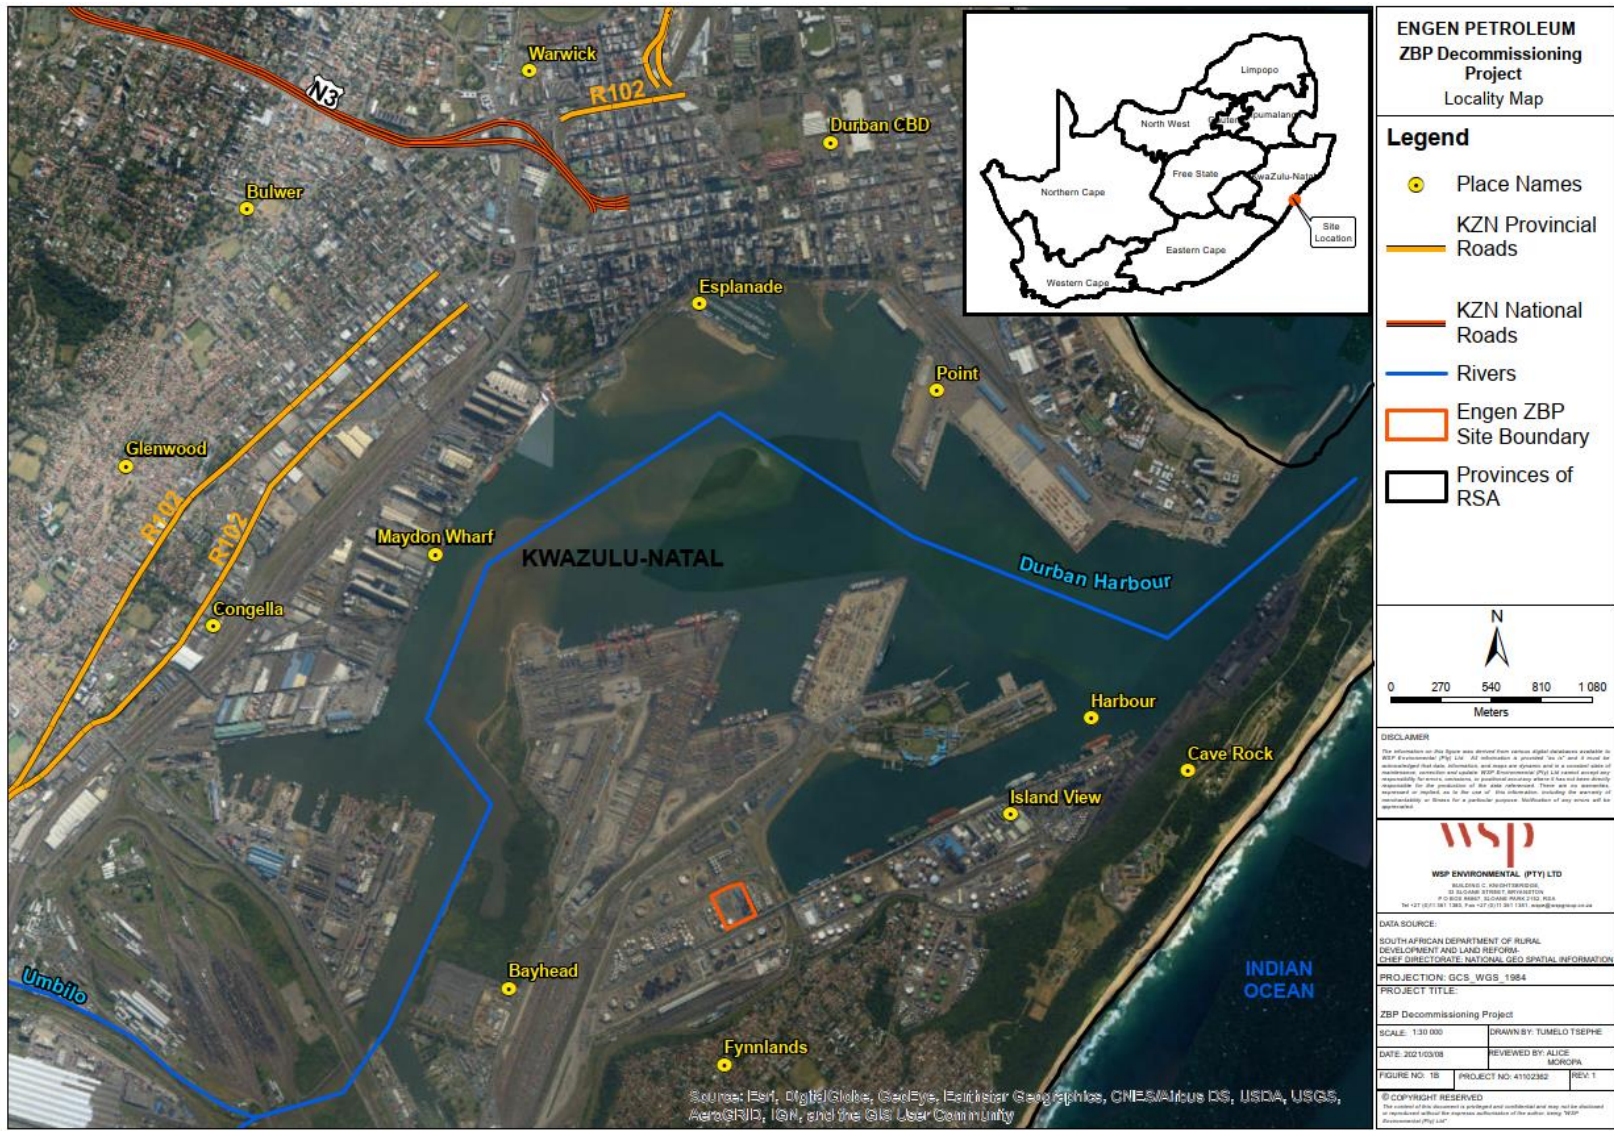 Warwick
N3
R102
Durban CBD
Bulwer
Esplanade
Point
Glenwood
R102
R102
Maydon Wharf
KWAZULU-NATAL
Durban Harbour
Congella
Harbour
Cave Rock
Island View
Umbilo
Bayhead
INDIAN
OCEAN
Fynnlands
Source: Esri, DigitalGlobe, GeoEye, Earthstar Geographics, CNES/Airbus DS, USDA, USGS,
AeroGRID, IGN, and the GIS User Community
Limpopo
North West
Free State
Northern Cape
KwaZulu-Natal
Eastern Cape
Western Cape
Site
Location
ENGEN PETROLEUM
ZBP Decommissioning
Project
Locality Map
Legend
Place Names
KZN Provincial
Roads
KZN National
Roads
Rivers
Engen ZBP
Site Boundary
Provinces of
RSA
N
0 270 540 810 1 080
Meters
DISCLAIMER
wsp
WSP ENVIRONMENTAL (PTY) LTD
DATA SOURCE:
SOUTH AFRICAN DEPARTMENT OF RURAL
DEVELOPMENT AND LAND REFORM-
CHIEF DIRECTORATE: NATIONAL GEO SPATIAL INFORMATION
PROJECTION: GCS_WGS_1984
PROJECT TITLE:
ZBP Decommissioning Project
SCALE: 1:30 000 DRAWN BY: TUMELO TSEPHE
DATE: 2021/03/08 REVIEWED BY: ALICE
MOROPA
FIGURE NO: 1B PROJECT NO: 41102362 REV: 1
© COPYRIGHT RESERVED